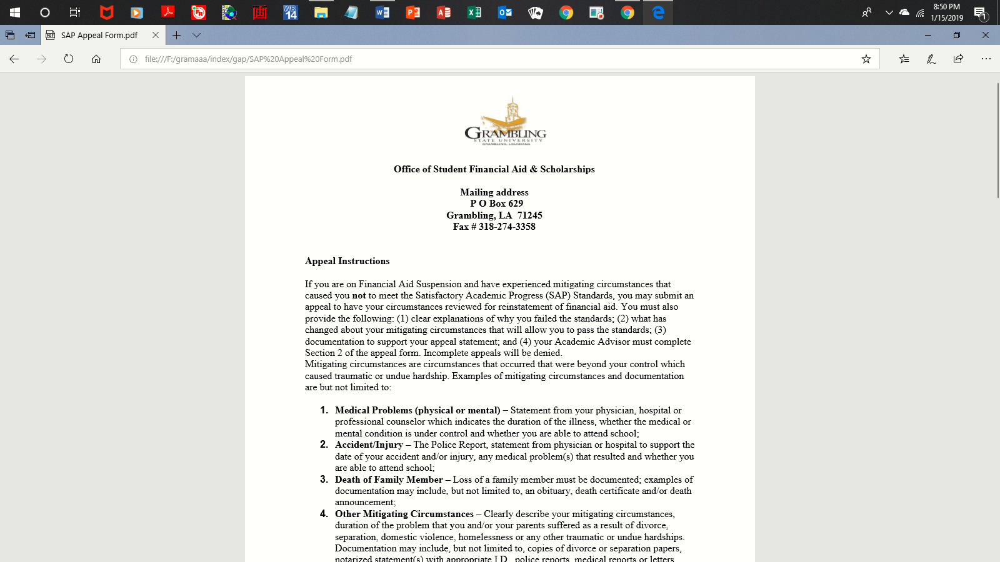 8:50 PM
1/15/2019
1
WB
14
SAP Appeal Form.pdf
file:///F:/gramaaa/index/gap/SAP%20Appeal%20Form.pdf
GRAMBLING
STATE UNIVERSITY
GRAMBLING, LOUISIANA
Office of Student Financial Aid & Scholarships
Mailing address
P O Box 629
Grambling, LA 71245
Fax # 318-274-3358
Appeal Instructions
If you are on Financial Aid Suspension and have experienced mitigating circumstances that
caused you not to meet the Satisfactory Academic Progress (SAP) Standards, you may submit an
appeal to have your circumstances reviewed for reinstatement of financial aid. You must also
provide the following: (1) clear explanations of why you failed the standards; (2) what has
changed about your mitigating circumstances that will allow you to pass the standards; (3)
documentation to support your appeal statement; and (4) your Academic Advisor must complete
Section 2 of the appeal form. Incomplete appeals will be denied.
Mitigating circumstances are circumstances that occurred that were beyond your control which
caused traumatic or undue hardship. Examples of mitigating circumstances and documentation
are but not limited to:
1. Medical Problems (physical or mental) – Statement from your physician, hospital or
professional counselor which indicates the duration of the illness, whether the medical or
mental condition is under control and whether you are able to attend school;
2. Accident/Injury – The Police Report, statement from physician or hospital to support the
date of your accident and/or injury, any medical problem(s) that resulted and whether you
are able to attend school;
3. Death of Family Member – Loss of a family member must be documented; examples of
documentation may include, but not limited to, an obituary, death certificate and/or death
announcement;
4. Other Mitigating Circumstances – Clearly describe your mitigating circumstances,
duration of the problem that you and/or your parents suffered as a result of divorce,
separation, domestic violence, homelessness or any other traumatic or undue hardships.
Documentation may include, but not limited to, copies of divorce or separation papers,
notarized statement(s) with appropriate I.D., police reports, medical reports or letters